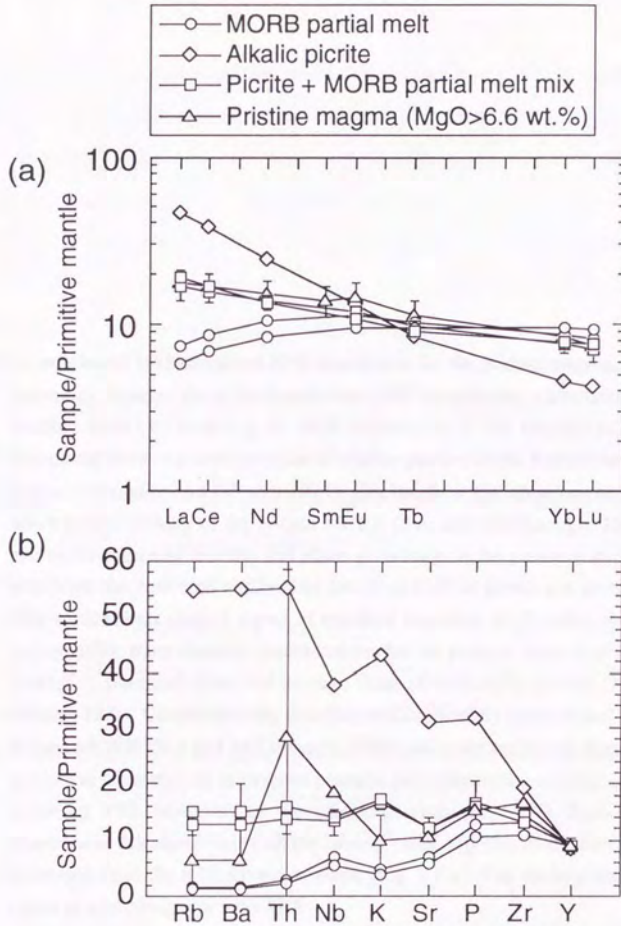 MORB partial melt
Alkalic picrite
Picrite + MORB partial melt mix
Pristine magma (MgO>6.6 wt.%)
(a)
100
10
1
Sample/Primitive mantle
La Ce Nd Sm Eu Tb Yb Lu
(b)
60
50
40
30
20
10
0
Sample/Primitive mantle
Rb Ba Th Nb K Sr P Zr Y